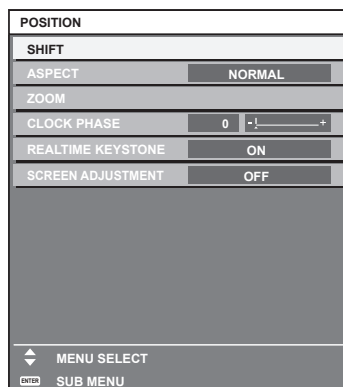 POSITION
SHIFT
ASPECT NORMAL
ZOOM
CLOCK PHASE 0 - +
REALTIME KEYSTONE ON
SCREEN ADJUSTMENT OFF
MENU SELECT
ENTER SUB MENU